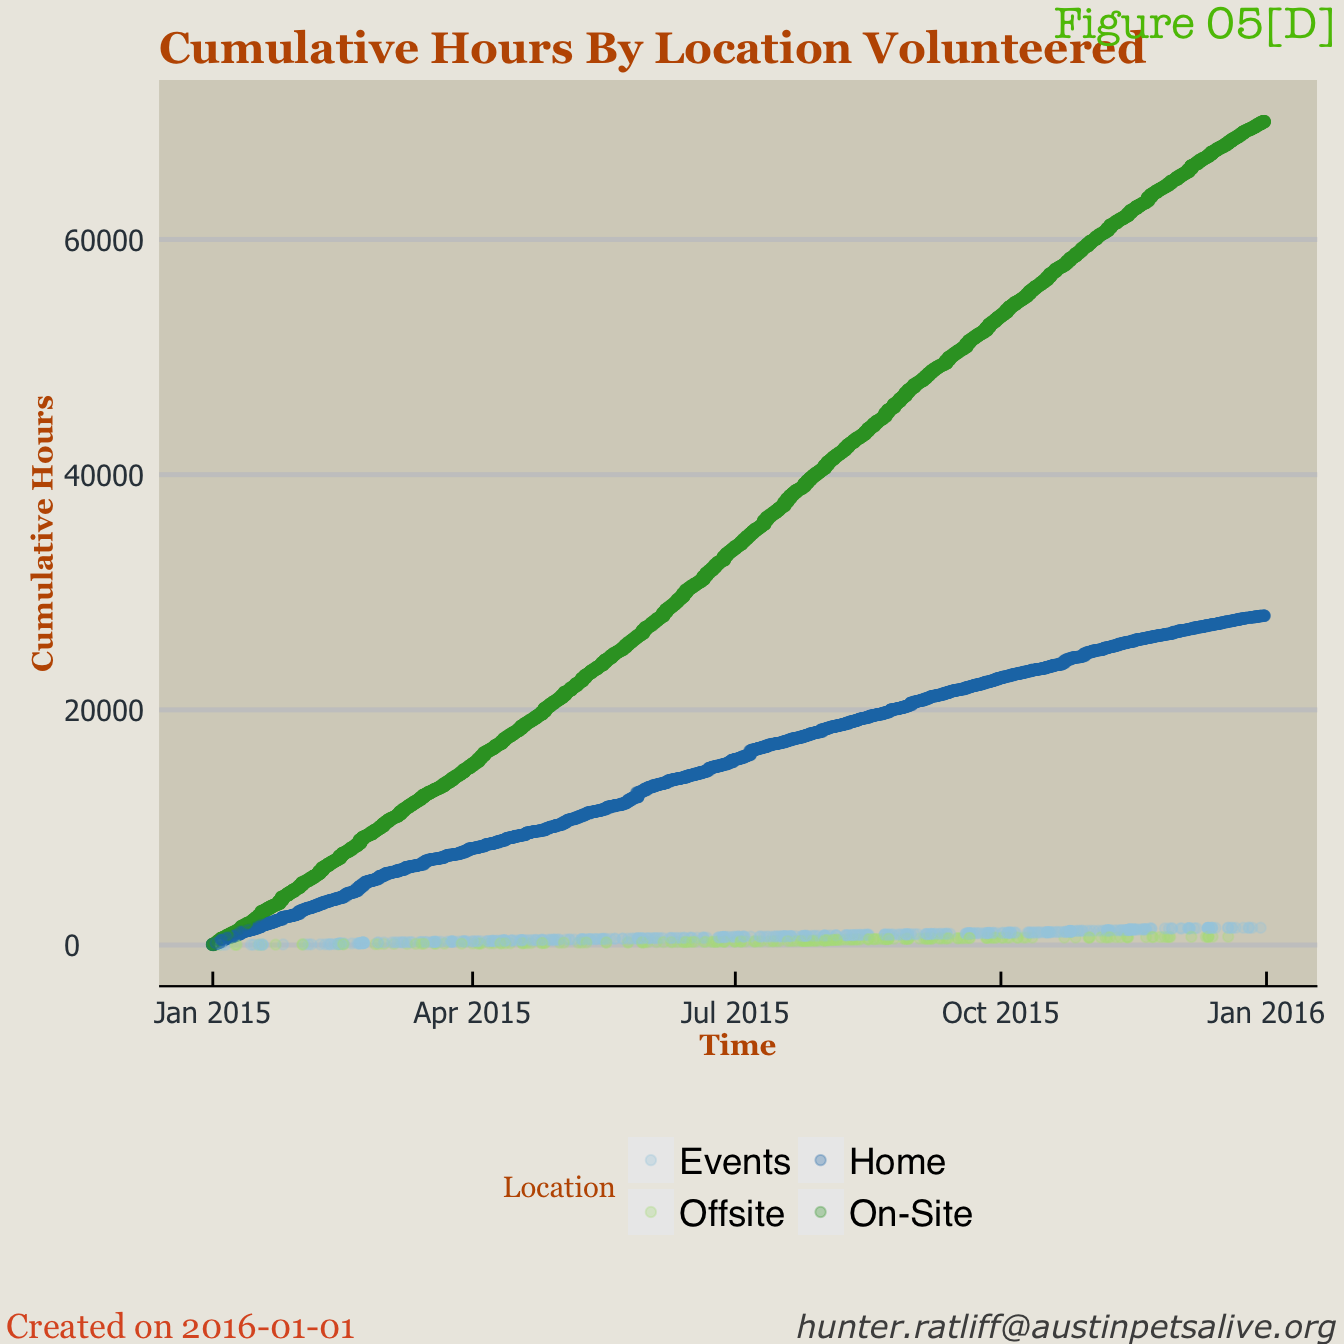 Figure 05[D]
Cumulative Hours By Location Volunteered
Cumulative Hours
60000
40000
20000
0
Jan 2015 Apr 2015 Jul 2015 Oct 2015 Jan 2016
Time
Location
Events Home
Offsite On-Site
Created on 2016-01-01
hunter.ratliff@austinpetsalive.org